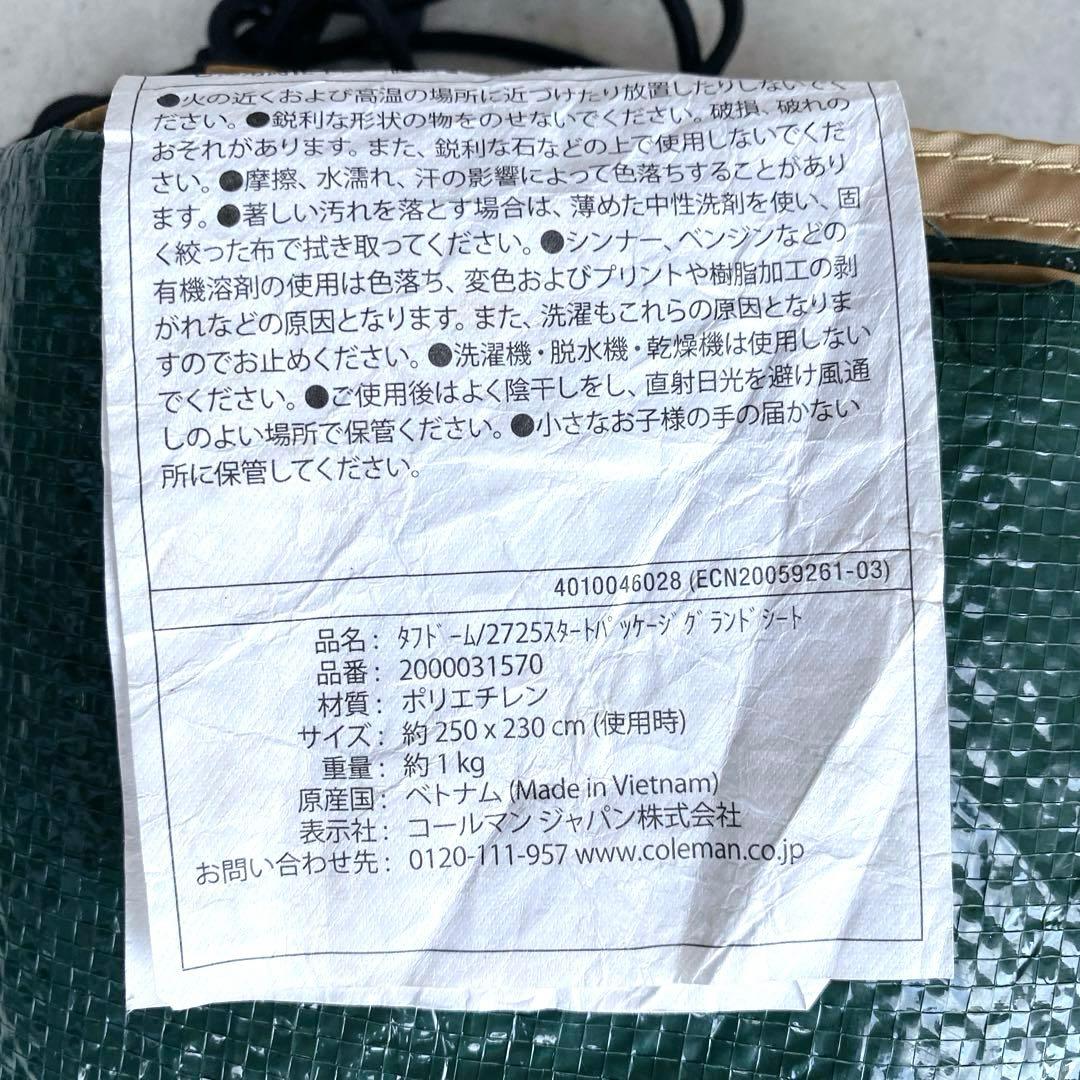 ●火の近くおよび高温の場所に近づけたり放置したりしないでく
ださい。●鋭利な形状の物をのせないでください。破損、破れの
おそれがあります。また、鋭利な石などの上で使用しないでくだ
さい。●摩擦、水濡れ、汗の影響によって色落ちすることがあり
ます。●著しい汚れを落とす場合は、薄めた中性洗剤を使い、固
く絞った布で拭き取ってください。●シンナー、ベンジンなどの
有機溶剤の使用は色落ち、変色およびプリントや樹脂加工の剥
がれなどの原因となります。また、洗濯もこれらの原因となりま
すのでお止めください。●洗濯機・脱水機・乾燥機は使用しない
でください。●ご使用後はよく陰干しをし、直射日光を避け風通
しのよい場所で保管ください。●小さなお子様の手の届かない
所に保管してください。
4010046028 (ECN20059261-03)
品名： ﾀﾌﾄﾞｰﾑ/2725ｽﾀｰﾄﾊﾟｯｹｰｼﾞｸﾞﾗﾝﾄﾞｼｰﾄ
品番： 2000031570
材質： ポリエチレン
サイズ： 約 250 x 230 cm (使用時)
重量： 約 1 kg
原産国： ベトナム (Made in Vietnam)
表示社： コールマン ジャパン株式会社
お問い合わせ先： 0120-111-957 www.coleman.co.jp